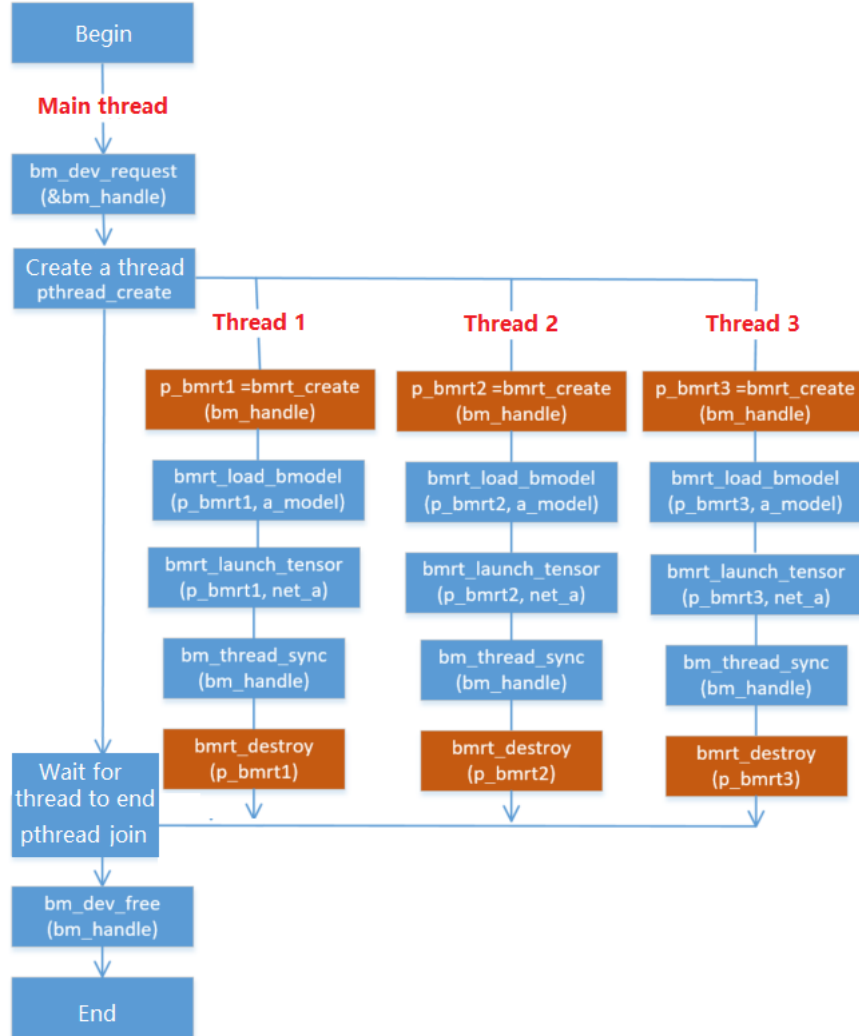 Begin
Main thread
bm_dev_request
(&bm_handle)
Create a thread
pthread_create
Thread 1
p_bmrt1 =bmrt_create
(bm_handle)
bmrt_load_bmodel
(p_bmrt1, a_model)
bmrt_launch_tensor
(p_bmrt1, net_a)
bm_thread_sync
(bm_handle)
bmrt_destroy
(p_bmrt1)
Thread 2
p_bmrt2 =bmrt_create
(bm_handle)
bmrt_load_bmodel
(p_bmrt2, a_model)
bmrt_launch_tensor
(p_bmrt2, net_a)
bm_thread_sync
(bm_handle)
bmrt_destroy
(p_bmrt2)
Thread 3
p_bmrt3 =bmrt_create
(bm_handle)
bmrt_load_bmodel
(p_bmrt3, a_model)
bmrt_launch_tensor
(p_bmrt3, net_a)
bm_thread_sync
(bm_handle)
bmrt_destroy
(p_bmrt3)
Wait for
thread to end
pthread join
bm_dev_free
(bm_handle)
End